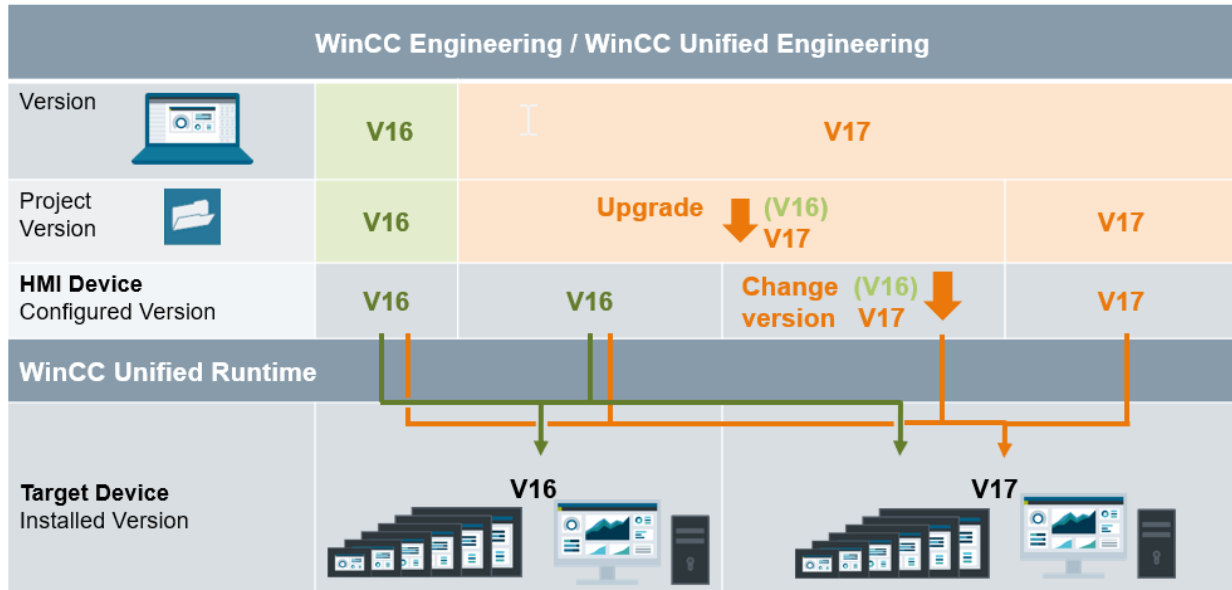 WinCC Engineering / WinCC Unified Engineering
Version
V16
V17
Project
Version
V16
Upgrade
(V16)
V17
V17
HMI Device
Configured Version
V16
V16
Change
version
(V16)
V17
V17
WinCC Unified Runtime
Target Device
Installed Version
V16
V17